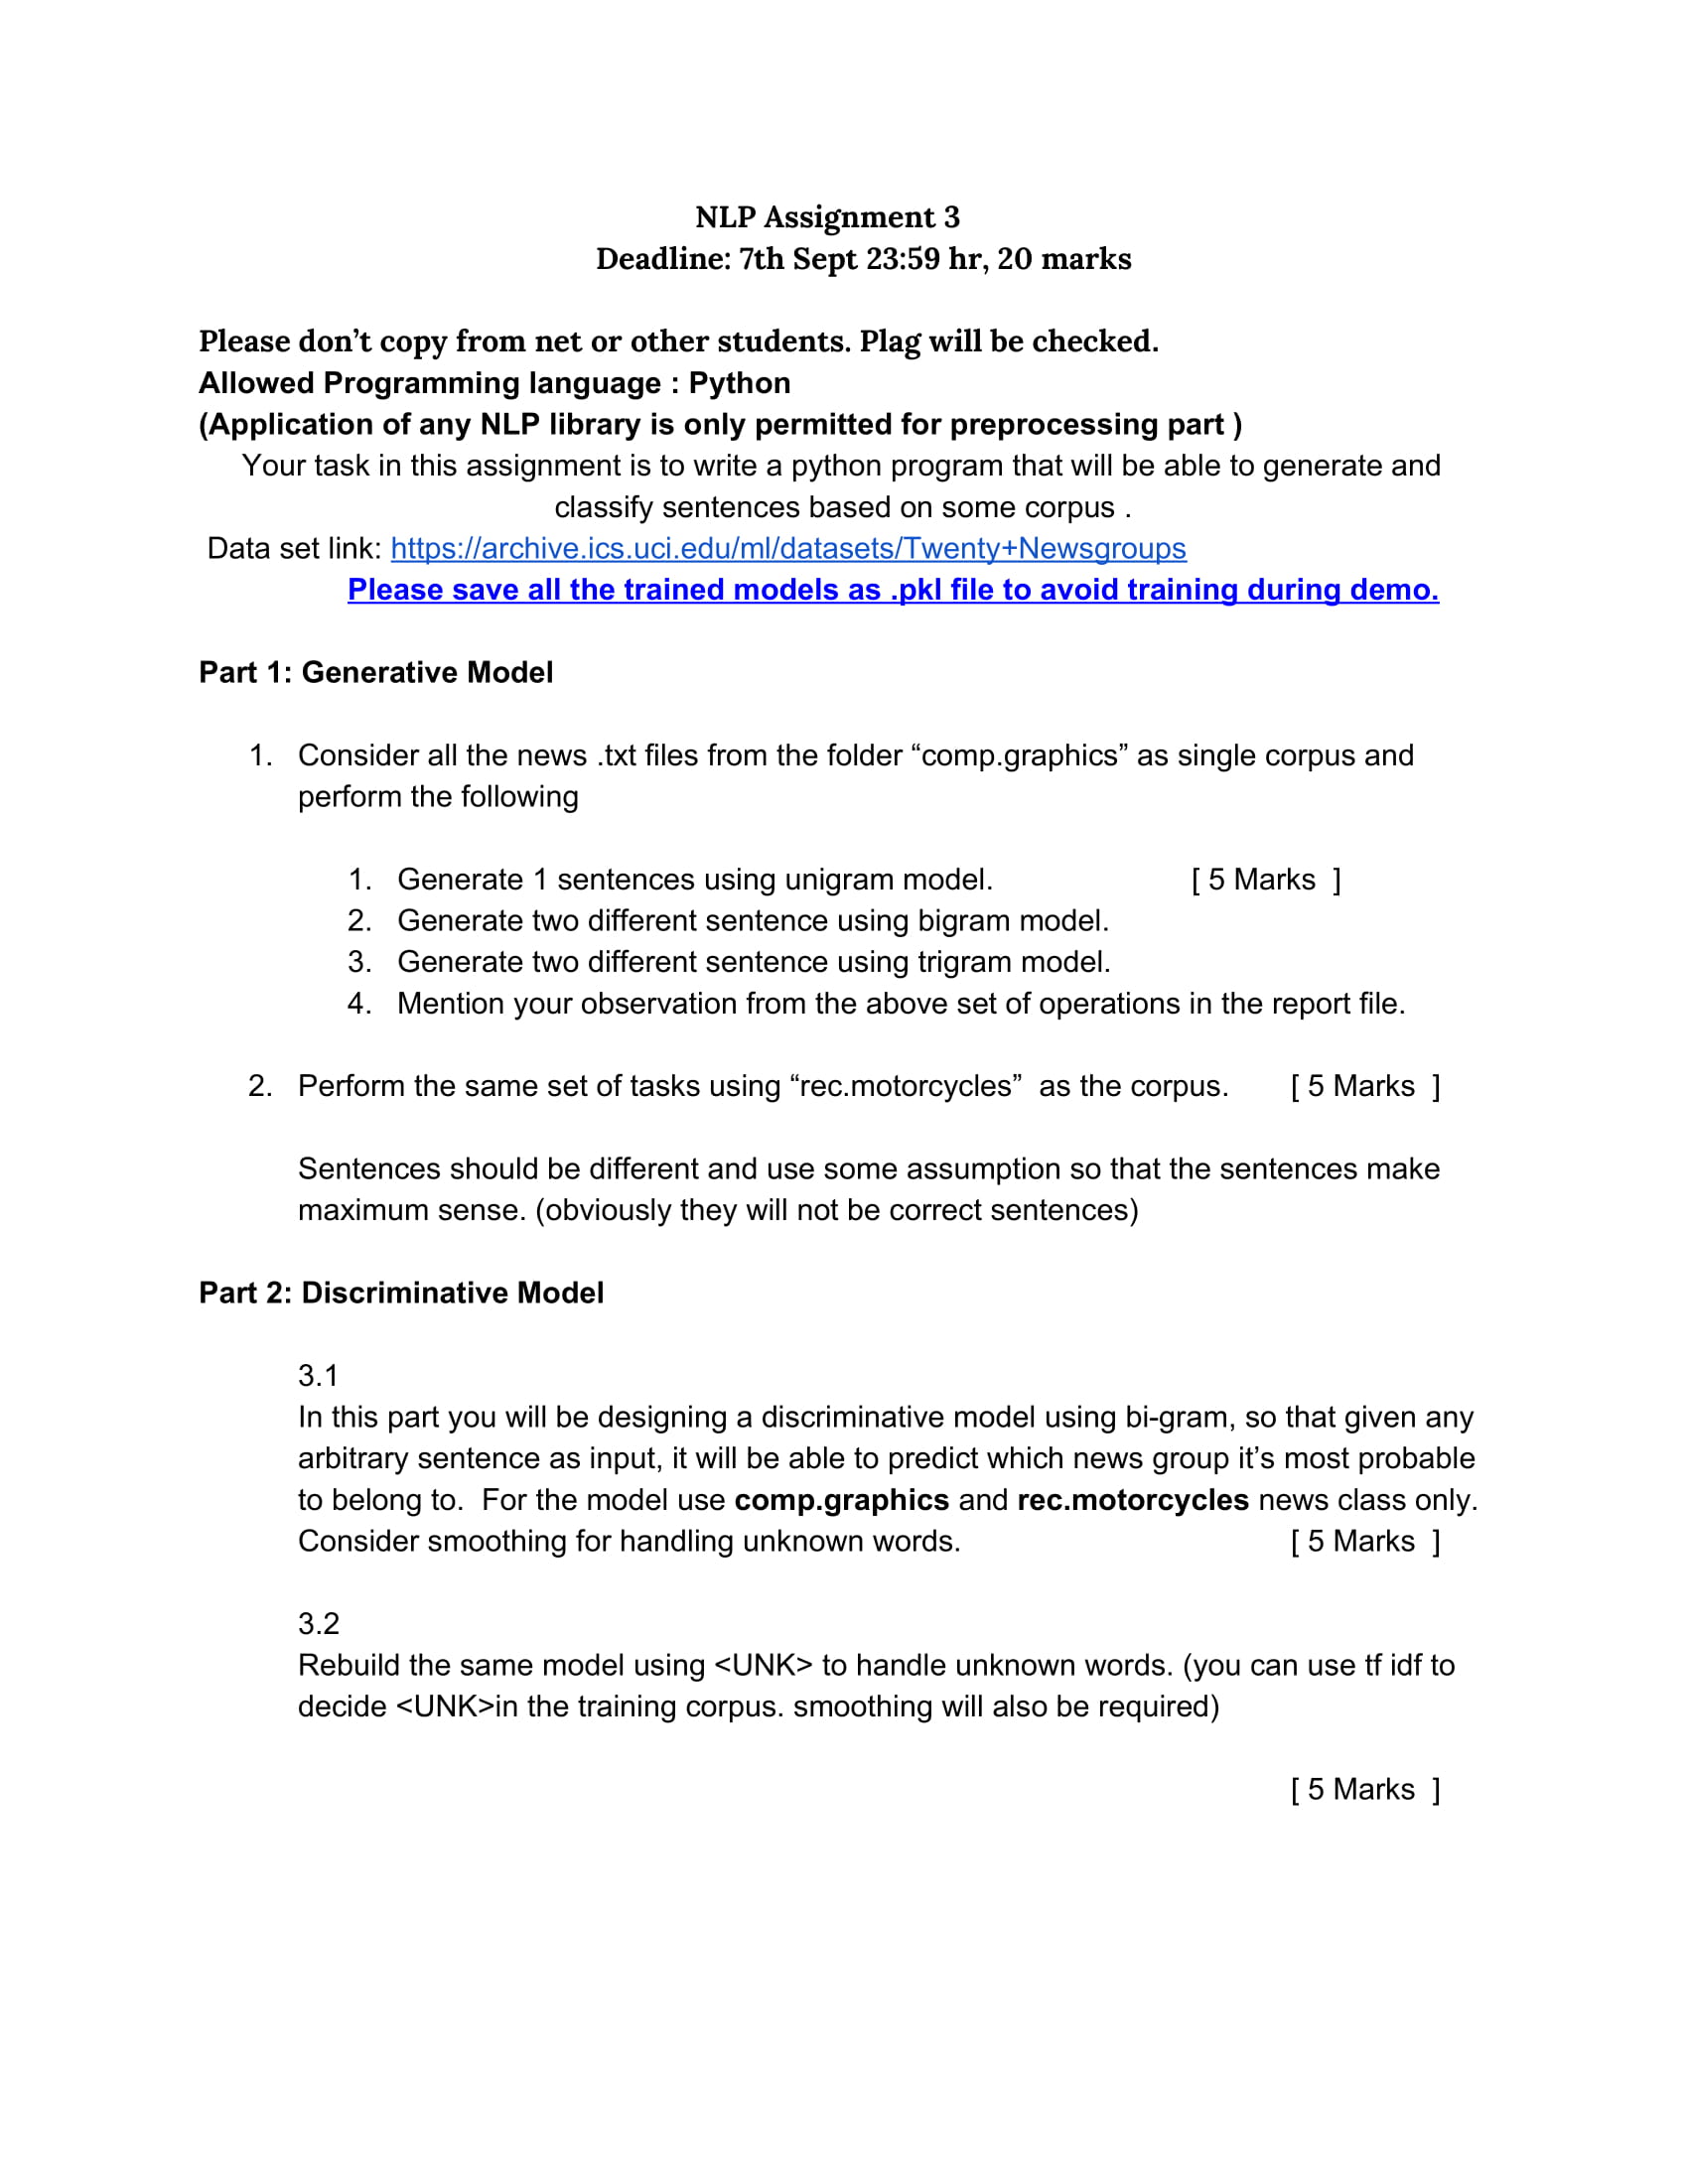 NLP Assignment 3
Deadline: 7th Sept 23:59 hr, 20 marks
Please don’t copy from net or other students. Plag will be checked.
Allowed Programming language : Python
(Application of any NLP library is only permitted for preprocessing part )
Your task in this assignment is to write a python program that will be able to generate and
classify sentences based on some corpus .
Data set link: https://archive.ics.uci.edu/ml/datasets/Twenty+Newsgroups
Please save all the trained models as .pkl file to avoid training during demo.
Part 1: Generative Model
1. Consider all the news .txt files from the folder “comp.graphics” as single corpus and
perform the following
1. Generate 1 sentences using unigram model. [ 5 Marks ]
2. Generate two different sentence using bigram model.
3. Generate two different sentence using trigram model.
4. Mention your observation from the above set of operations in the report file.
2. Perform the same set of tasks using “rec.motorcycles” as the corpus. [ 5 Marks ]
Sentences should be different and use some assumption so that the sentences make
maximum sense. (obviously they will not be correct sentences)
Part 2: Discriminative Model
3.1
In this part you will be designing a discriminative model using bi-gram, so that given any
arbitrary sentence as input, it will be able to predict which news group it’s most probable
to belong to. For the model use comp.graphics and rec.motorcycles news class only.
Consider smoothing for handling unknown words. [ 5 Marks ]
3.2
Rebuild the same model using <UNK> to handle unknown words. (you can use tf idf to
decide <UNK>in the training corpus. smoothing will also be required)
[ 5 Marks ]